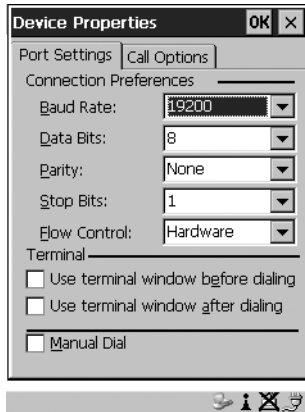 Device Properties OK ×
Port Settings Call Options
Connection Preferences
Baud Rate: 19200
Data Bits: 8
Parity: None
Stop Bits: 1
Flow Control: Hardware
Terminal
Use terminal window before dialing
Use terminal window after dialing
Manual Dial